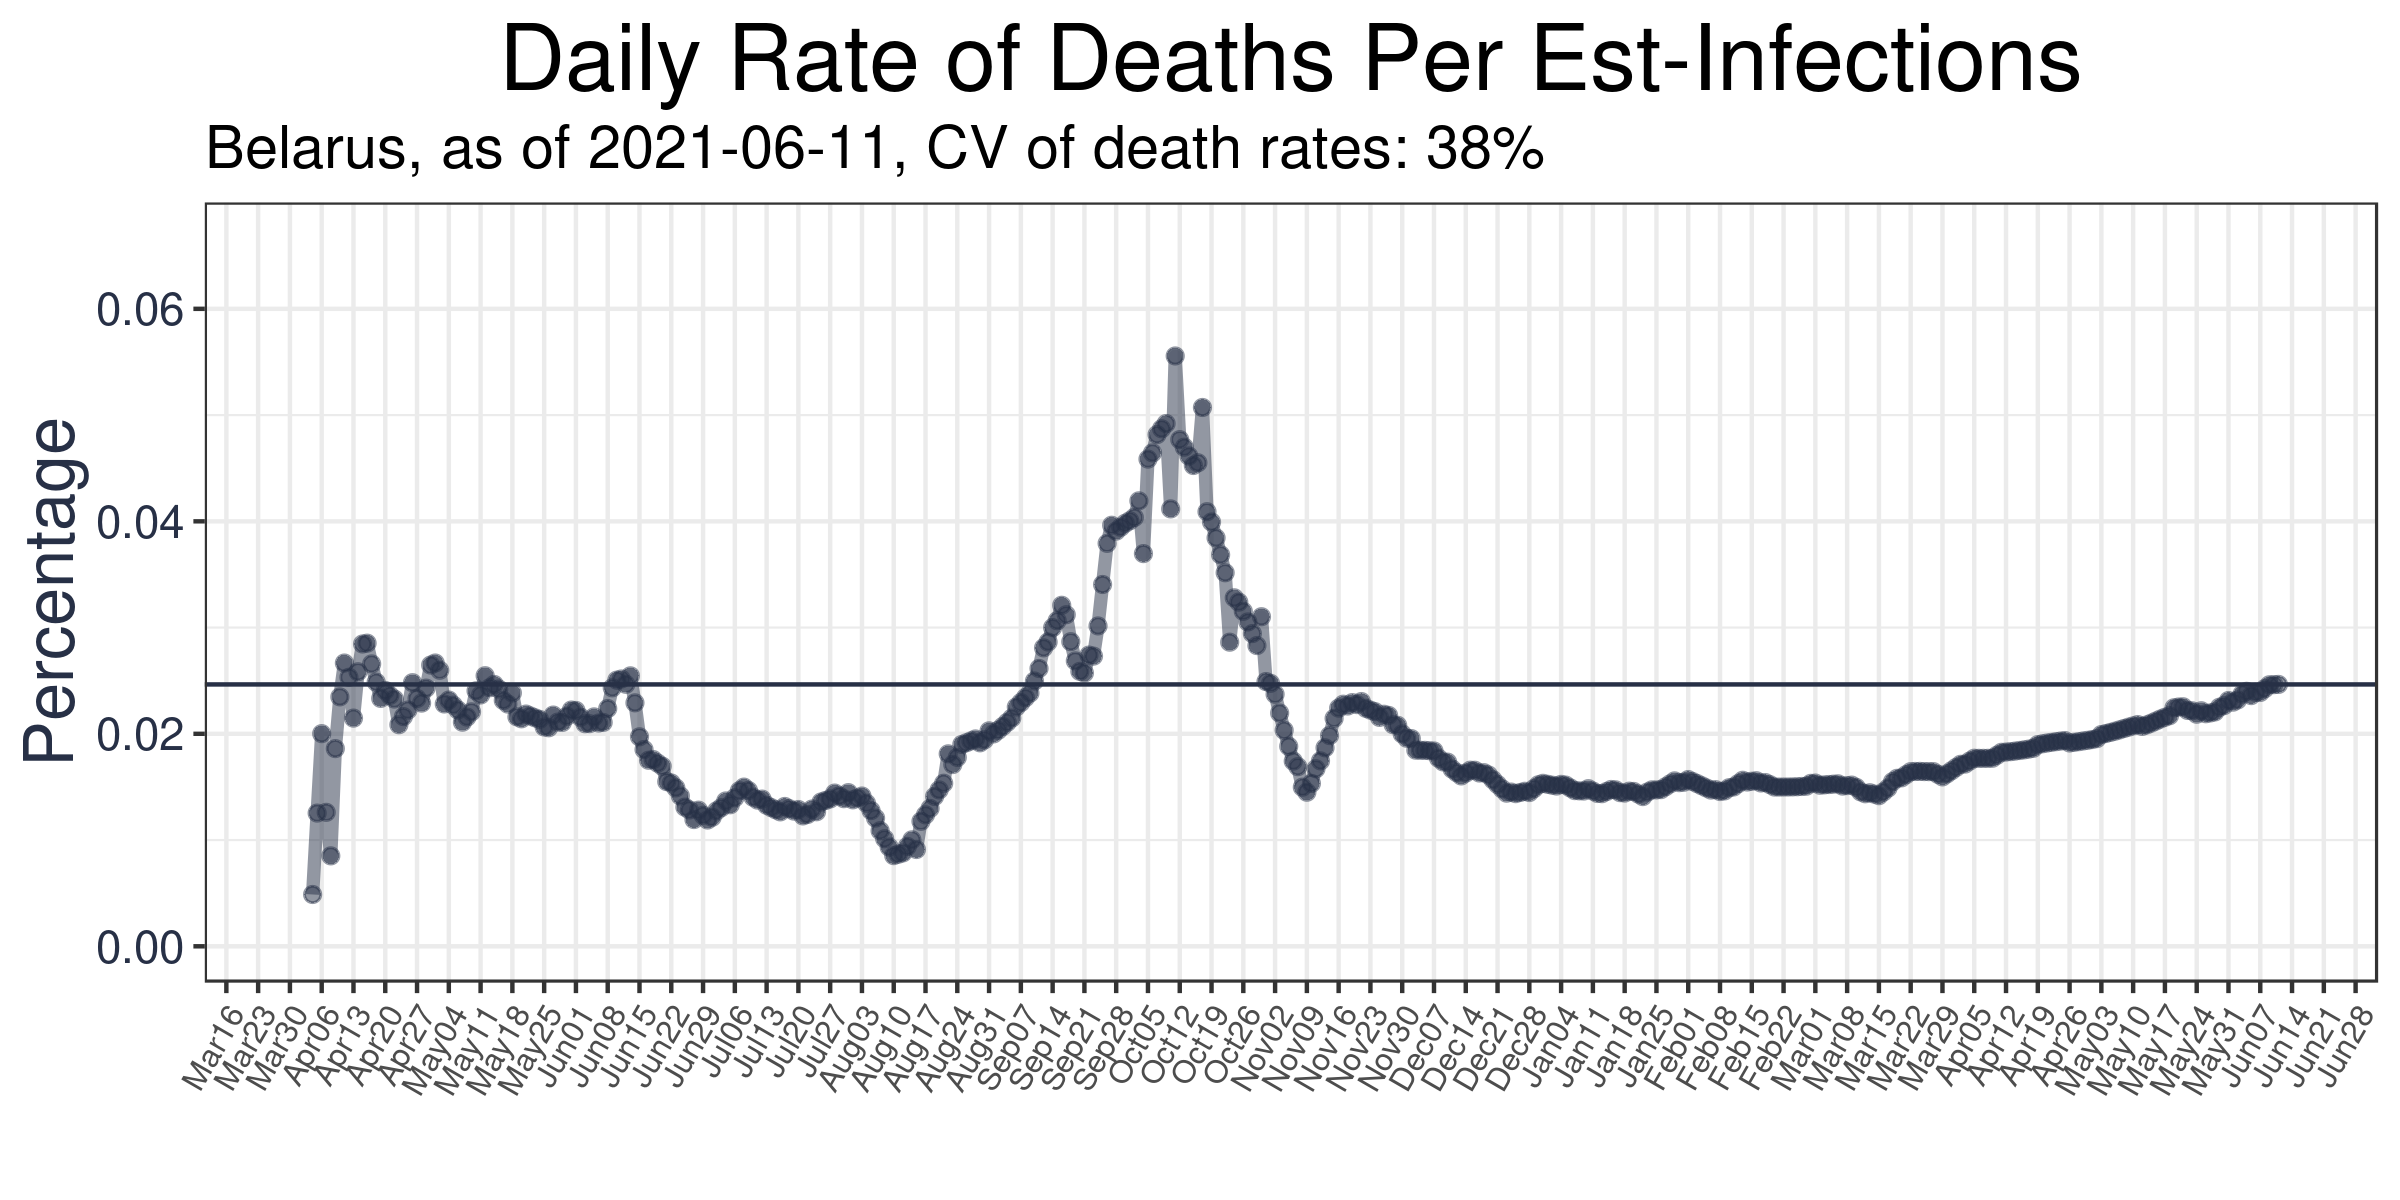 Daily Rate of Deaths Per Est-Infections
Belarus, as of 2021-06-11, CV of death rates: 38%
Percentage
0.06
0.04
0.02
0.00
Mar16
Mar23
Mar30
Apr06
Apr13
Apr20
Apr27
May04
May11
May18
May25
Jun01
Jun08
Jun15
Jun22
Jun29
Jul06
Jul13
Jul20
Jul27
Aug03
Aug10
Aug17
Aug24
Aug31
Sep07
Sep14
Sep21
Sep28
Oct05
Oct12
Oct19
Oct26
Nov02
Nov09
Nov16
Nov23
Nov30
Dec07
Dec14
Dec21
Dec28
Jan04
Jan11
Jan18
Jan25
Feb01
Feb08
Feb15
Feb22
Mar01
Mar08
Mar15
Mar22
Mar29
Apr05
Apr12
Apr19
Apr26
May03
May10
May17
May24
May31
Jun07
Jun14
Jun21
Jun28